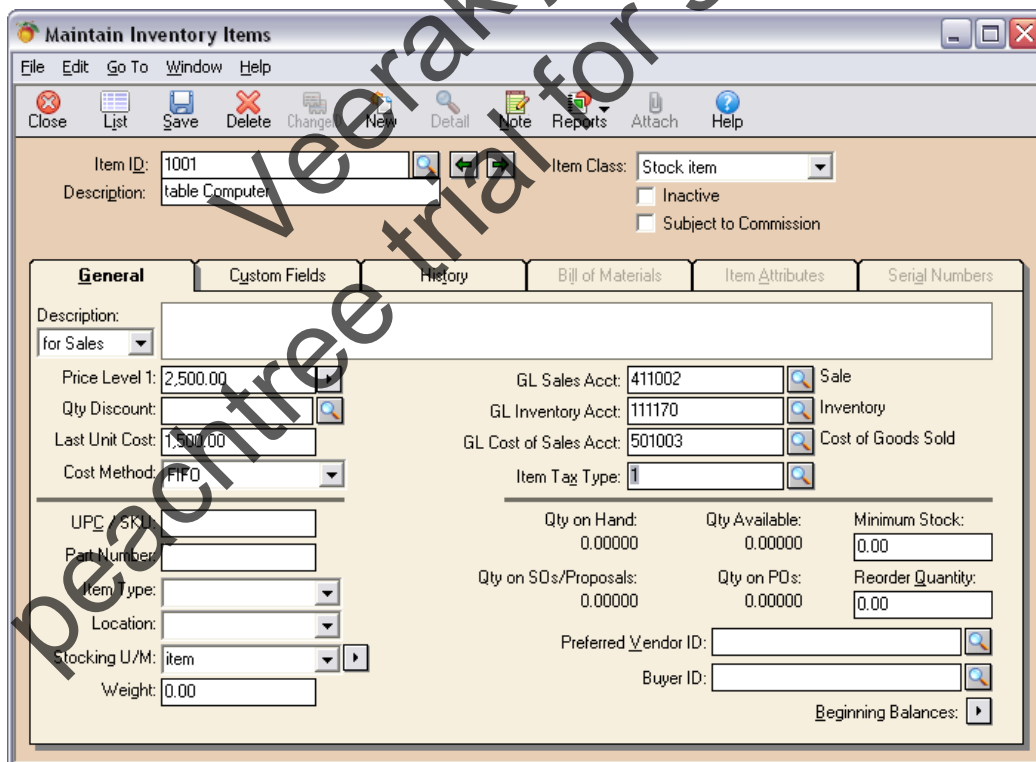 Maintain Inventory Items
File Edit Go To Window Help
Close List Save Delete New Detail Note Reports Attach Help
Item ID: 1001 Item Class: Stock item
Description: table Computer Inactive
Subject to Commission
General Custom Fields History Bill of Materials Item Attributes Serial Numbers
Description:
for Sales
Price Level 1: 2,500.00 GL Sales Acct: 411002 Sale
Qty Discount: GL Inventory Acct: 111170 Inventory
Last Unit Cost: 1,500.00 GL Cost of Sales Acct: 501003 Cost of Goods Sold
Cost Method: FIFO Item Tax Type: 1
UPC / SKU: Qty on Hand: Qty Available: Minimum Stock:
0.00000 0.00000 0.00
Part Number:
Item Type: Qty on SOs/Proposals: Qty on POs: Reorder Quantity:
0.00000 0.00000 0.00
Location: Preferred Vendor ID:
Stocking U/M: item
Weight: 0.00 Buyer ID:
Beginning Balances:
peachtree trial for